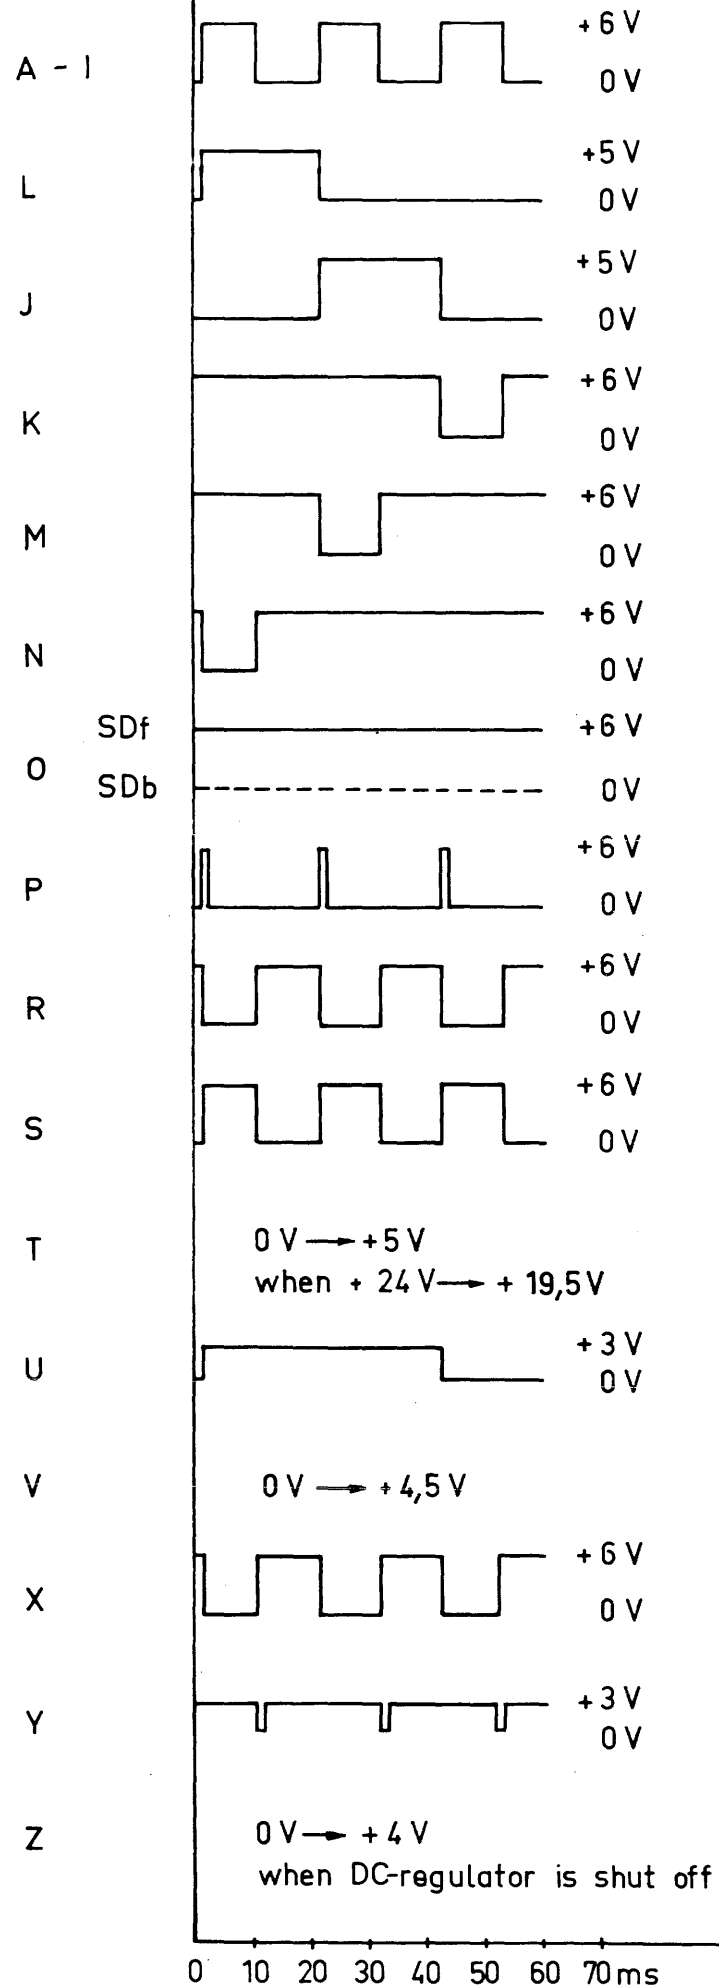 +6 V
A - I
0 V
+5 V
L
0 V
+5 V
J
0 V
+6 V
K
0 V
+6 V
M
0 V
+6 V
N
0 V
SDf
+6 V
O
SDb
0 V
+6 V
P
0 V
+6 V
R
0 V
+6 V
S
0 V
T
0 V → +5 V
when + 24 V → + 19,5 V
+3 V
U
0 V
V
0 V → +4,5 V
+6 V
X
0 V
+3 V
Y
0 V
Z
0 V → +4 V
when DC-regulator is shut off
0 10 20 30 40 50 60 70 ms